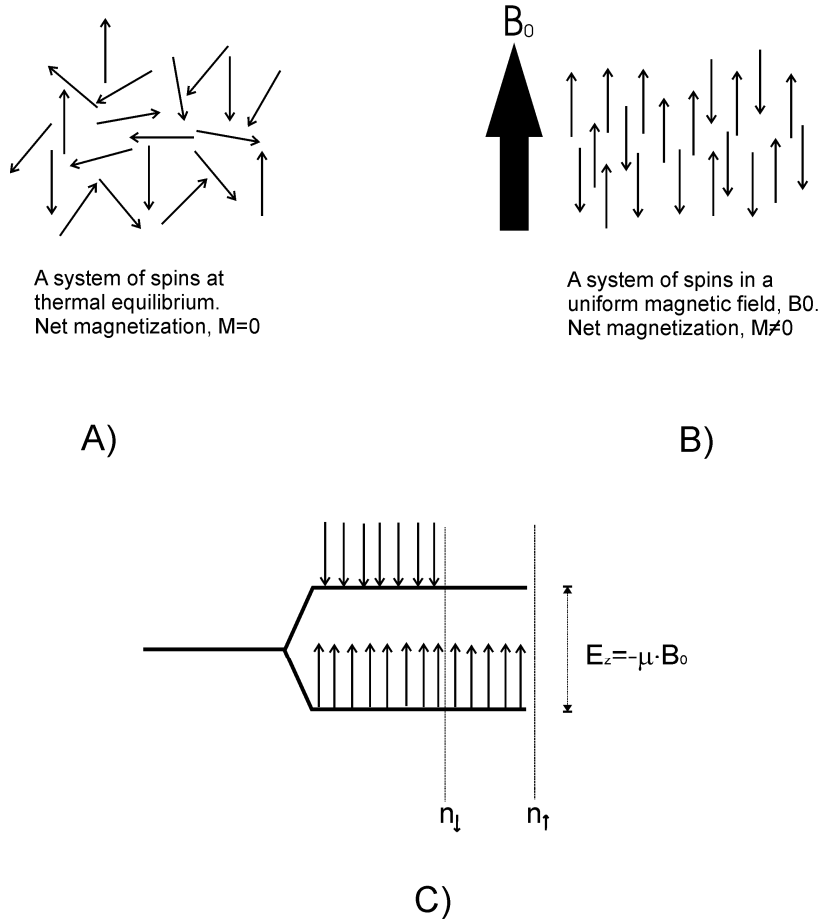 B₀
A system of spins at
thermal equilibrium.
Net magnetization, M=0
A system of spins in a
uniform magnetic field, B0.
Net magnetization, M≠0
A)
B)
E_z=-μ·B₀
n↓
n↑
C)